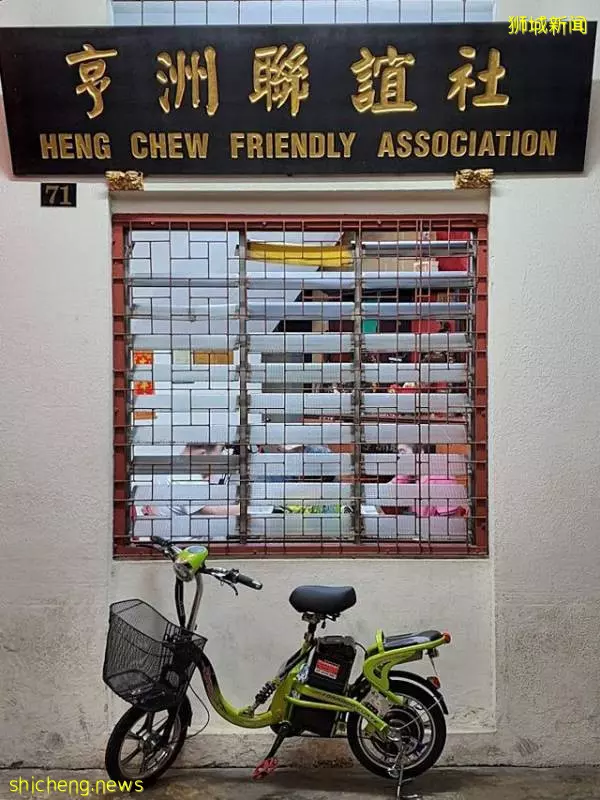 狮城新闻
亨洲聯誼社
HENG CHEW FRIENDLY ASSOCIATION
71
shicheng.news